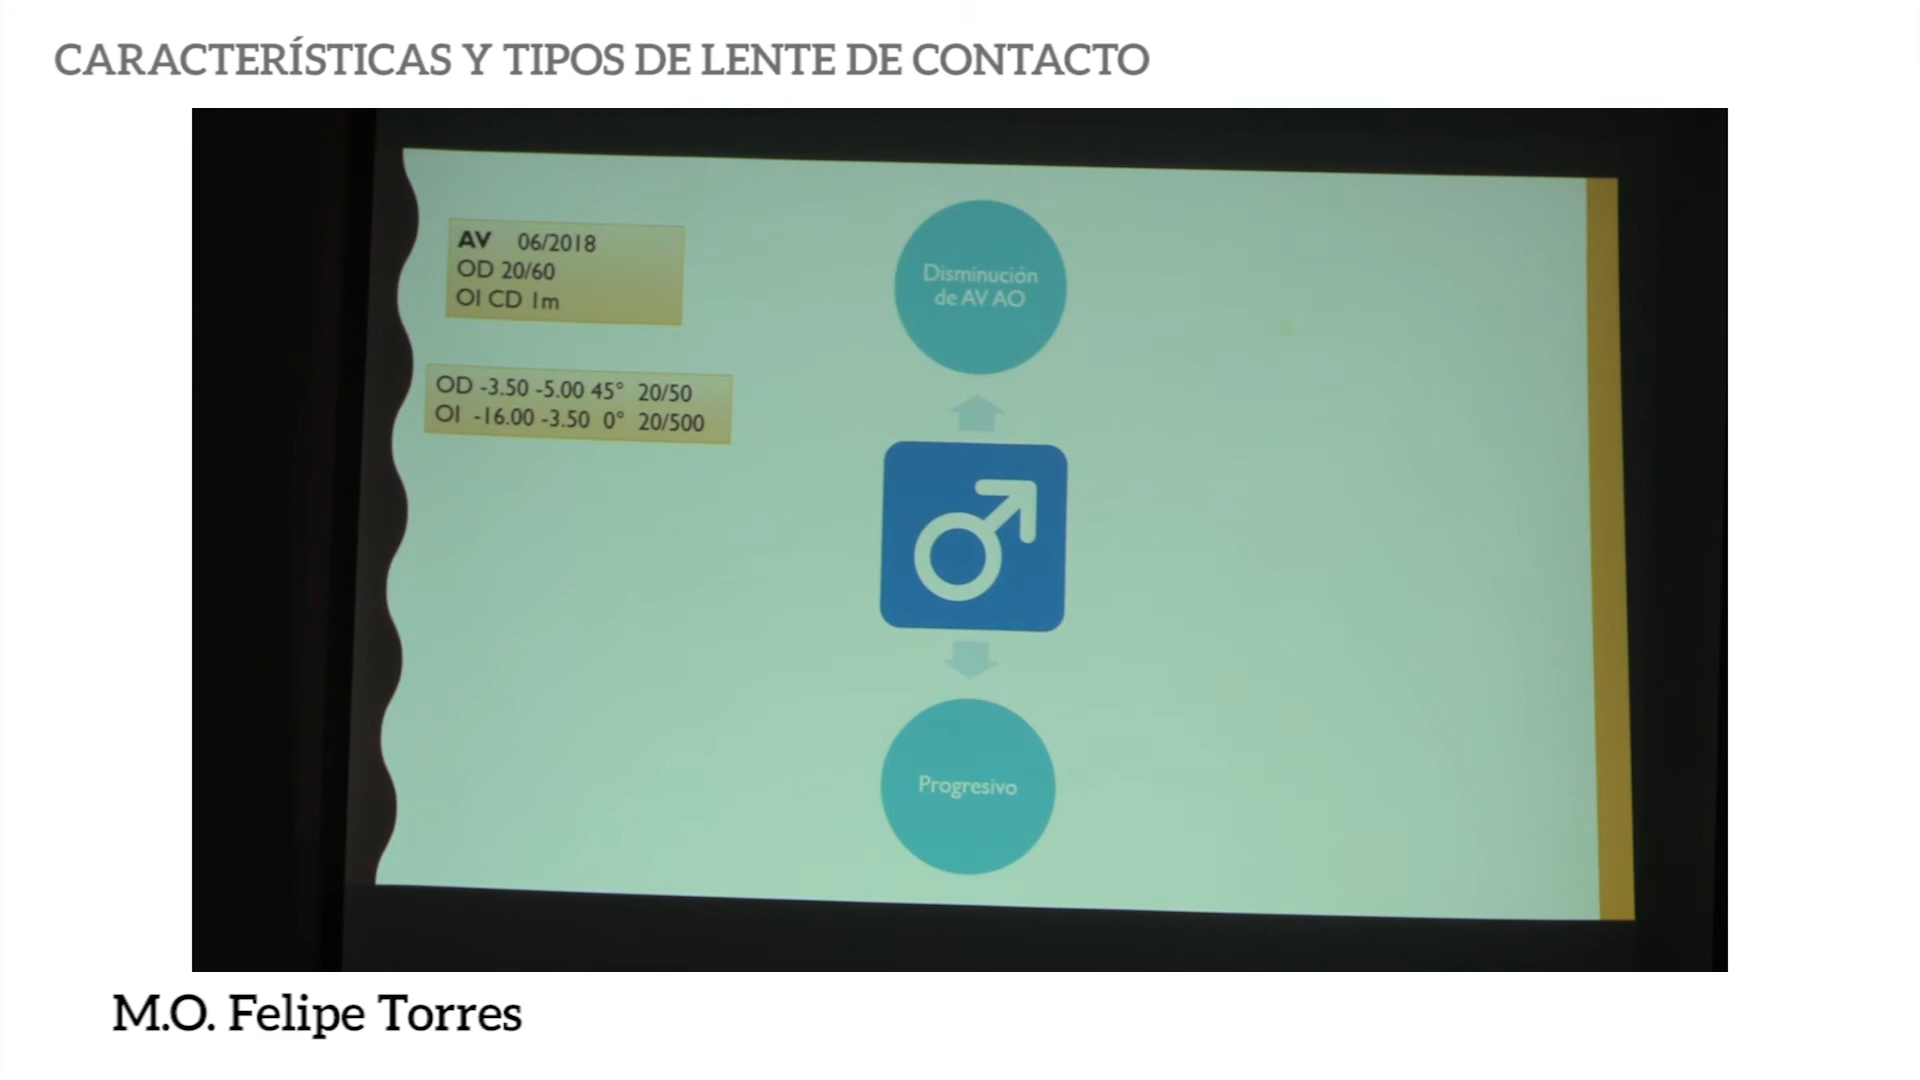 CARACTERÍSTICAS Y TIPOS DE LENTE DE CONTACTO
AV 06/2018
OD 20/60
OI CD 1m
OD -3.50 -5.00 45° 20/50
OI -16.00 -3.50 0° 20/500
Disminución
de AV AO
Progresivo
M.O. Felipe Torres